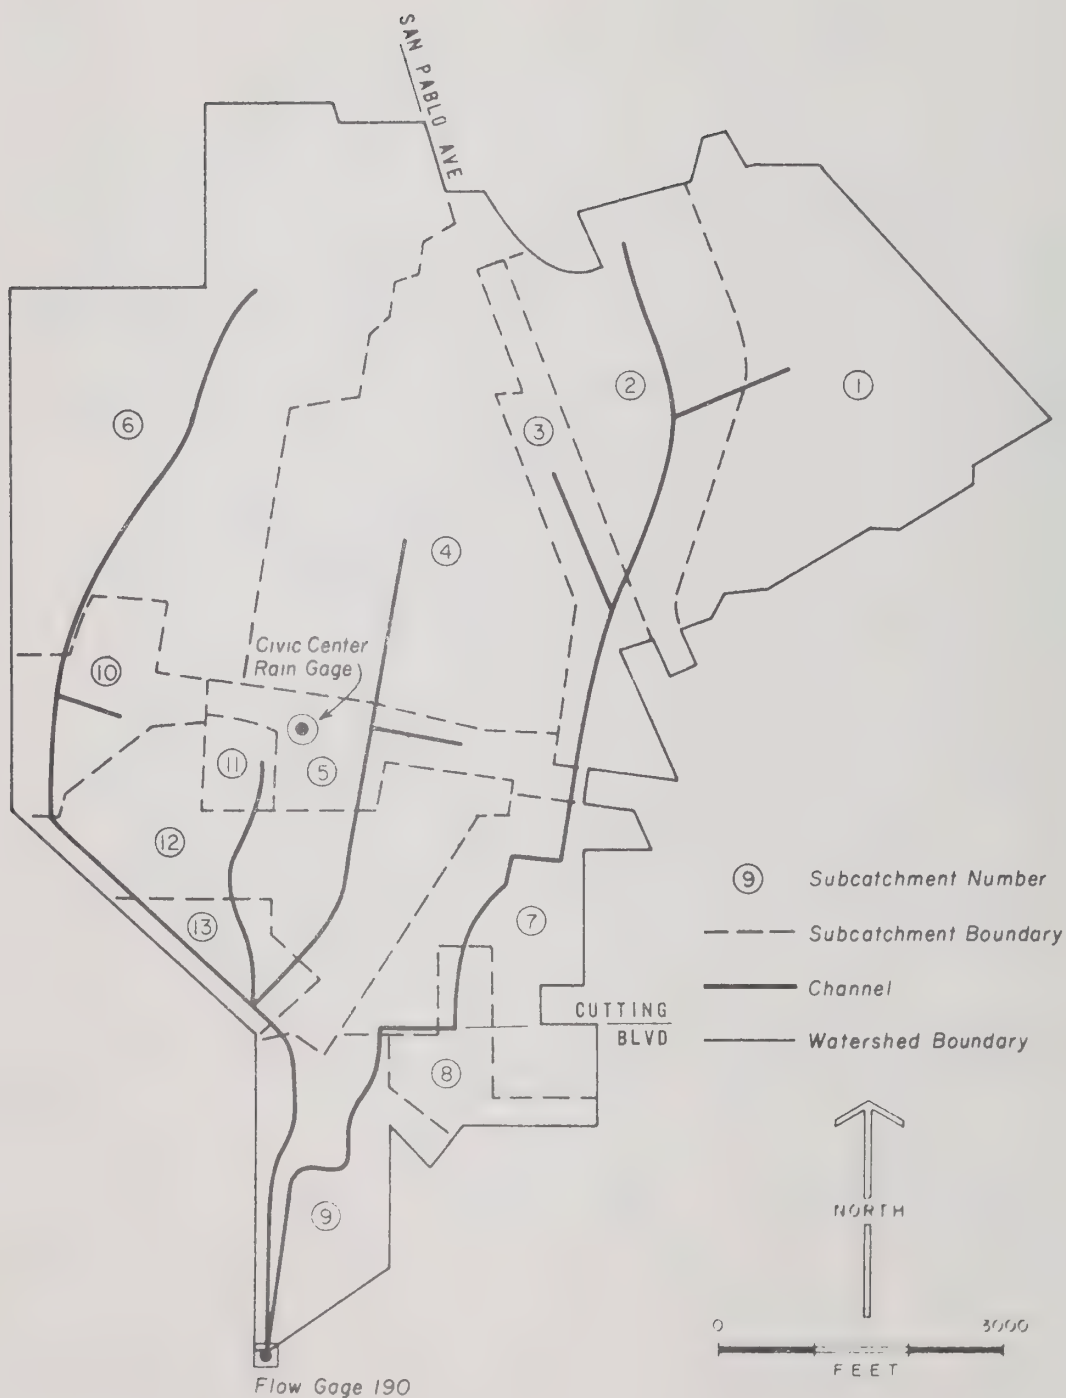 SAN PABLO AVE
6
2
1
3
4
Civic Center
Rain Gage
10
11
5
12
13
7
9 Subcatchment Number
Subcatchment Boundary
Channel
Watershed Boundary
CUTTING
BLVD
8
9
NORTH
0 3000
FEET
Flow Gage 190